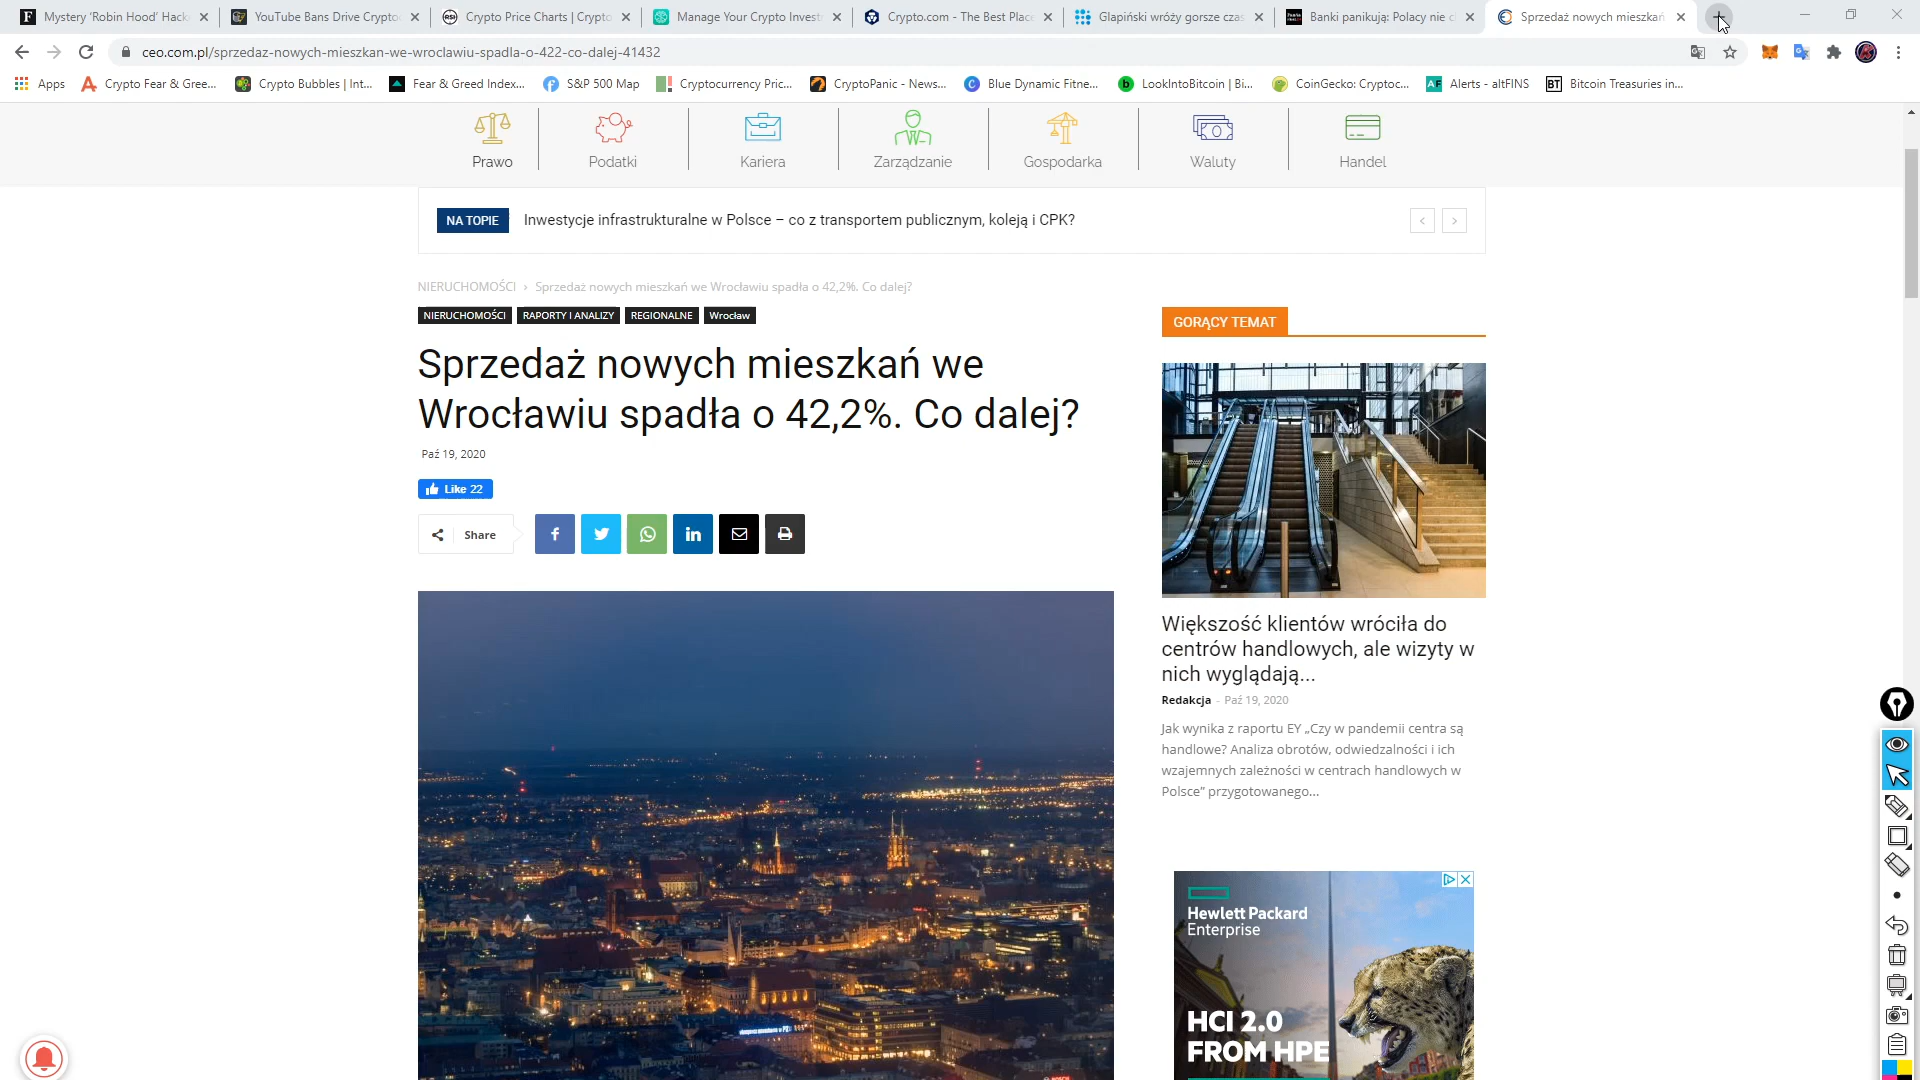 Mystery 'Robin Hood' Hack
YouTube Bans Drive Crypto
Crypto Price Charts | Crypto
Manage Your Crypto Invest
Crypto.com - The Best Plac
Glapiński wróży gorsze czas
Banki panikują: Polacy nie c
Sprzedaż nowych mieszkań
ceo.com.pl/sprzedaz-nowych-mieszkan-we-wroclawiu-spadla-o-422-co-dalej-41432
Apps
Crypto Fear & Gree...
Crypto Bubbles | Int...
Fear & Greed Index...
S&P 500 Map
Cryptocurrency Pric...
CryptoPanic - News...
Blue Dynamic Fitne...
LookIntoBitcoin | Bi...
CoinGecko: Cryptoc...
AF Alerts - altFINS
BT Bitcoin Treasuries in...
Prawo
Podatki
Kariera
Zarządzanie
Gospodarka
Waluty
Handel
NA TOPIE Inwestycje infrastrukturalne w Polsce – co z transportem publicznym, koleją i CPK?
NIERUCHOMOŚCI › Sprzedaż nowych mieszkań we Wrocławiu spadła o 42,2%. Co dalej?
NIERUCHOMOŚCI RAPORTY I ANALIZY REGIONALNE Wrocław
Sprzedaż nowych mieszkań we
Wrocławiu spadła o 42,2%. Co dalej?
Paź 19, 2020
Like 22
Share
GORĄCY TEMAT
Większość klientów wróciła do
centrów handlowych, ale wizyty w
nich wyglądają...
Redakcja - Paź 19, 2020
Jak wynika z raportu EY „Czy w pandemii centra są
handlowe? Analiza obrotów, odwiedzalności i ich
wzajemnych zależności w centrach handlowych w
Polsce" przygotowanego...
Hewlett Packard
Enterprise
HCI 2.0
FROM HPE